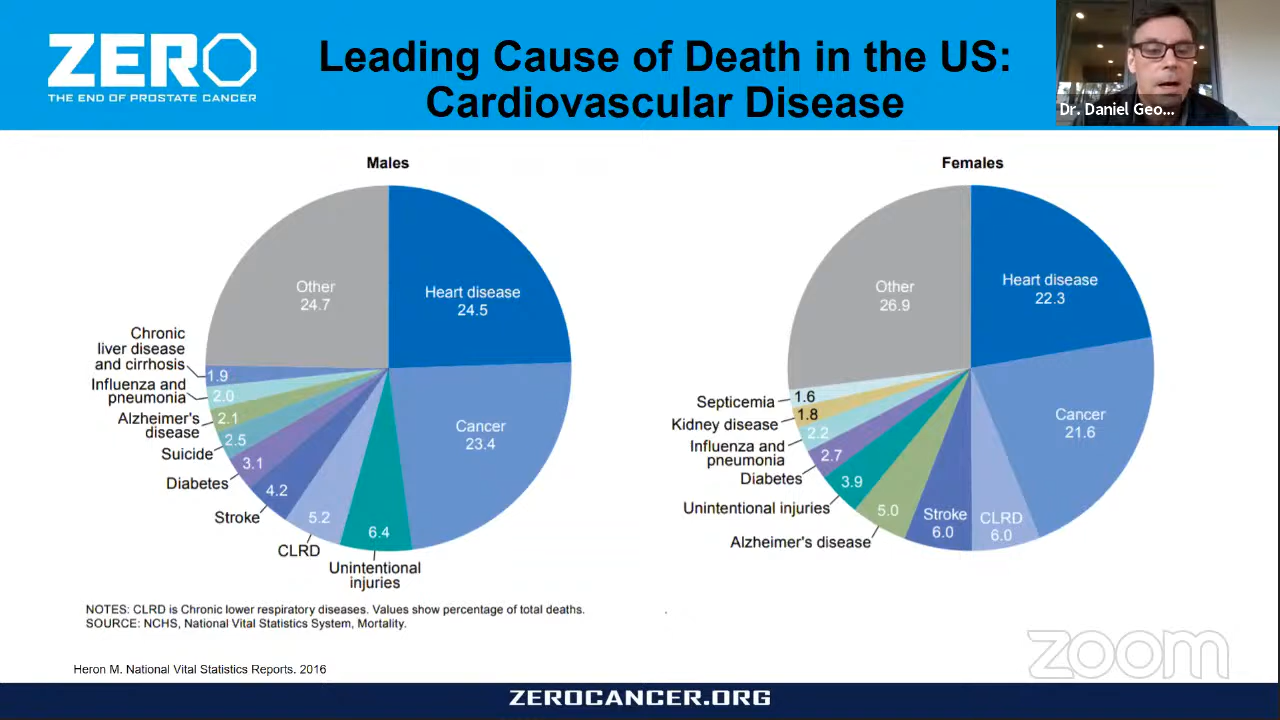 ZERO
THE END OF PROSTATE CANCER
Leading Cause of Death in the US:
Cardiovascular Disease
Dr. Daniel Geo...
Males
Other
24.7
Heart disease
24.5
Chronic
liver disease
and cirrhosis
1.9
Influenza and
pneumonia
2.0
Alzheimer's
disease
2.1
Suicide
2.5
Diabetes
3.1
Stroke
4.2
CLRD
5.2
Unintentional
injuries
6.4
Cancer
23.4
Females
Other
26.9
Heart disease
22.3
Septicemia
1.6
Kidney disease
1.8
Influenza and
pneumonia
2.2
Diabetes
2.7
Unintentional injuries
3.9
Alzheimer's disease
5.0
Stroke
6.0
CLRD
6.0
Cancer
21.6
NOTES: CLRD is Chronic lower respiratory diseases. Values show percentage of total deaths.
SOURCE: NCHS, National Vital Statistics System, Mortality.
Heron M. National Vital Statistics Reports. 2016
zoom
ZEROCANCER.ORG